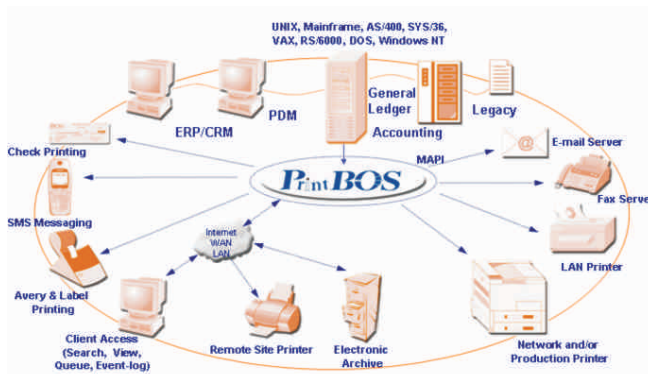 UNIX, Mainframe, AS/400, SYS/36,
VAX, RS/6000, DOS, Windows NT
ERP/CRM
PDM
General
Ledger
Accounting
Legacy
Check Printing
MAPI
E-mail Server
@
PrintBOS
Fax Serve
SMS Messaging
Internet
WAN
LAN
LAN Printer
Avery & Label
Printing
Client Access
(Search, View,
Queue, Event-log)
Remote Site Printer
Electronic
Archive
Network and/or
Production Printer